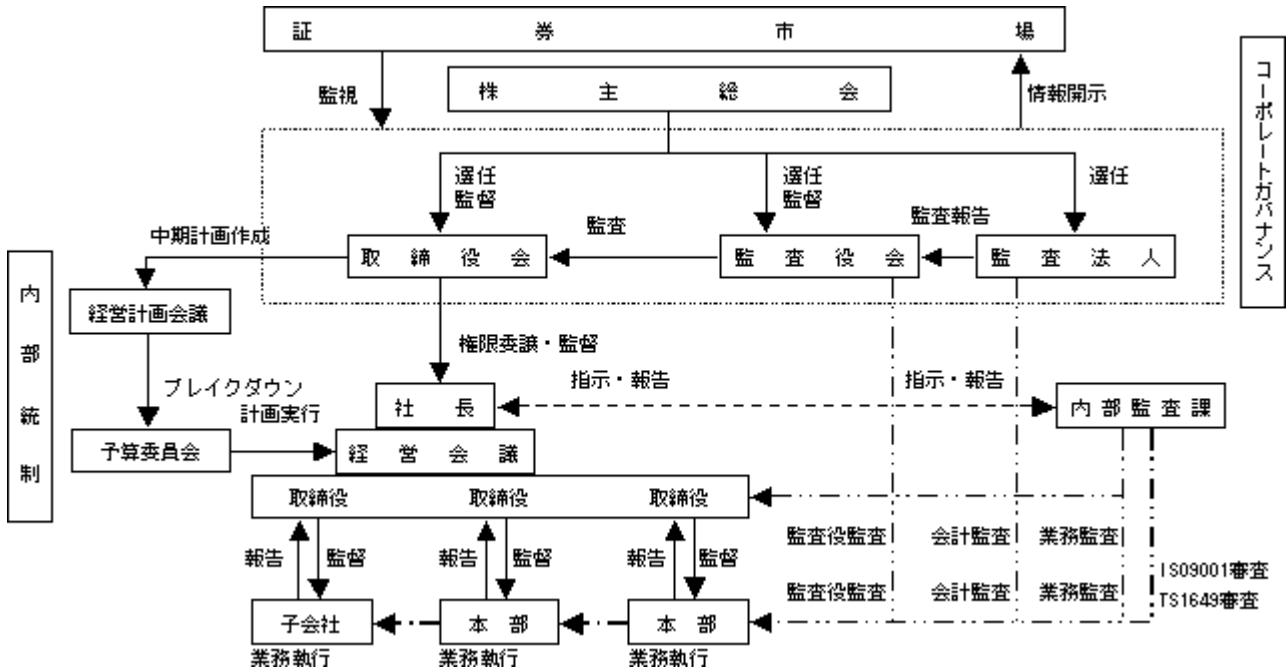 証券市場
コーポレートガバナンス
監視
株主総会
情報開示
選任
監督
選任
監督
選任
監査
監査報告
中期計画作成
取締役会
監査役会
監査法人
内部統制
経営計画会議
権限委譲・監督
ブレイクダウン
計画実行
指示・報告
指示・報告
社長
内部監査課
予算委員会
経営会議
取締役
取締役
取締役
監査役監査
会計監査
業務監査
報告
監督
報告
監督
報告
監督
ISO9001審査
監査役監査
会計監査
業務監査
TS1649審査
子会社
本部
本部
業務執行
業務執行
業務執行